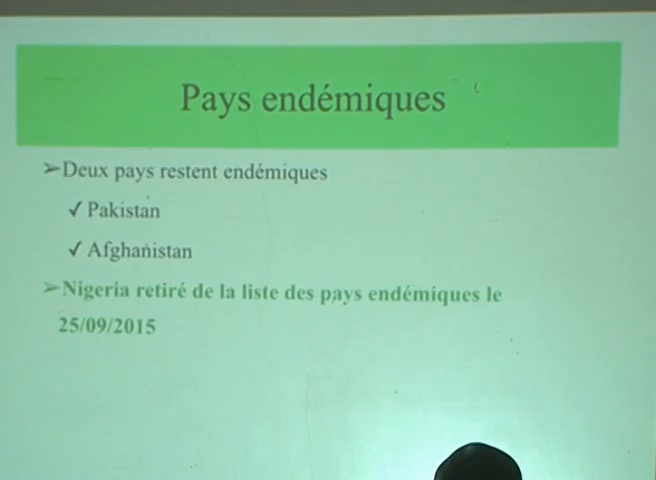 Pays endémiques
➢Deux pays restent endémiques
✓ Pakistan
✓ Afghanistan
➢Nigeria retiré de la liste des pays endémiques le
25/09/2015